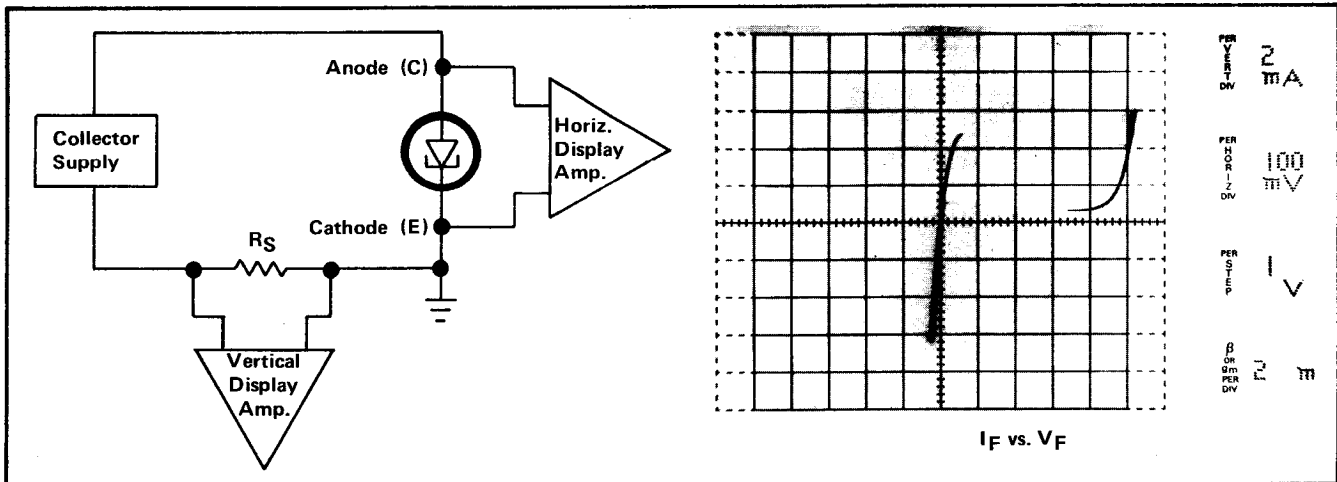 Anode (C)
Collector
Supply
Horiz.
Display
Amp.
Cathode (E)
RS
Vertical
Display
Amp.
PER
VERT
DIV
2
mA
PER
HORIZ
DIV
100
mV
PER
STEP
1
V
β
OR
gm
PER
DIV
2 m
IF vs. VF